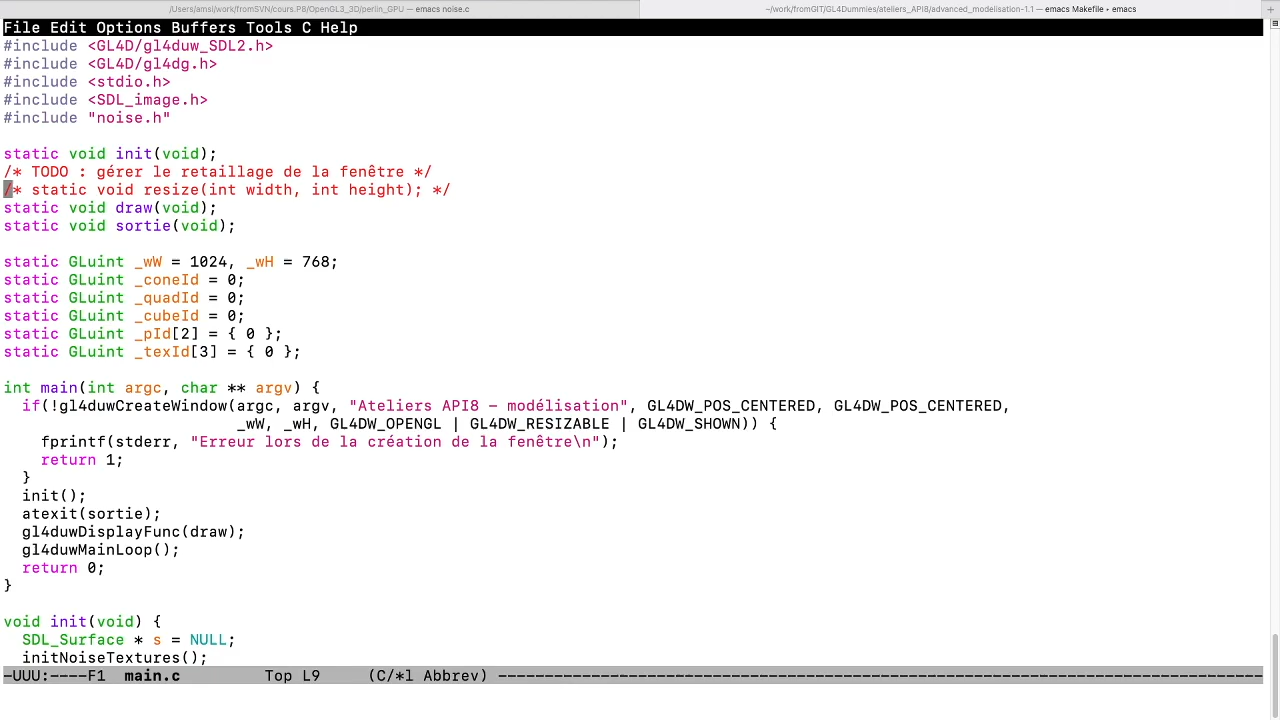 /Users/amsi/work/fromSVN/cours.P8/OpenGL3_3D/perlin_GPU — emacs noise.c
~/work/fromGIT/GL4Dummies/ateliers_API8/advanced_modelisation-1.1 — emacs Makefile • emacs
File Edit Options Buffers Tools C Help
#include <GL4D/gl4duw_SDL2.h>
#include <GL4D/gl4dg.h>
#include <stdio.h>
#include <SDL_image.h>
#include "noise.h"
static void init(void);
/* TODO : gérer le retaillage de la fenêtre */
/* static void resize(int width, int height); */
static void draw(void);
static void sortie(void);
static GLuint _wW = 1024, _wH = 768;
static GLuint _coneId = 0;
static GLuint _quadId = 0;
static GLuint _cubeId = 0;
static GLuint _pId[2] = { 0 };
static GLuint _texId[3] = { 0 };
int main(int argc, char ** argv) {
  if(!gl4duwCreateWindow(argc, argv, "Ateliers API8 - modélisation", GL4DW_POS_CENTERED, GL4DW_POS_CENTERED,
                         _wW, _wH, GL4DW_OPENGL | GL4DW_RESIZABLE | GL4DW_SHOWN)) {
    fprintf(stderr, "Erreur lors de la création de la fenêtre\n");
    return 1;
  }
  init();
  atexit(sortie);
  gl4duwDisplayFunc(draw);
  gl4duwMainLoop();
  return 0;
}
void init(void) {
  SDL_Surface * s = NULL;
  initNoiseTextures();
-UUU:----F1  main.c         Top L9     (C/*l Abbrev) ----------------------------------------------------------------------------------